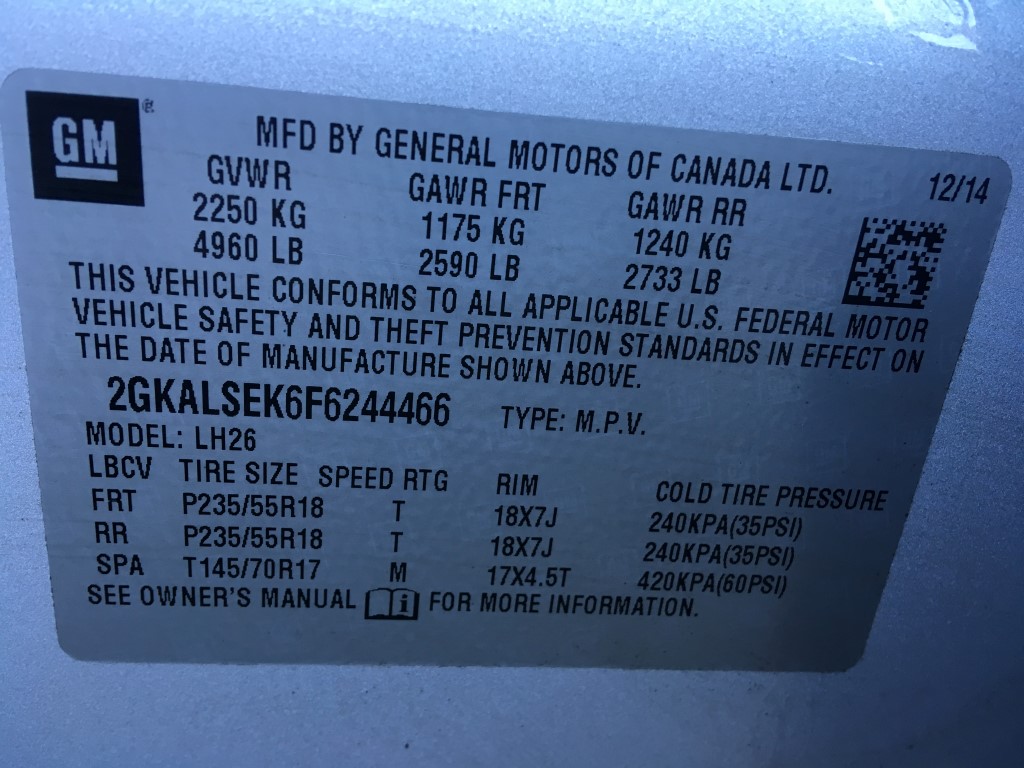 GM
MFD BY GENERAL MOTORS OF CANADA LTD.
12/14
GVWR GAWR FRT GAWR RR
2250 KG 1175 KG 1240 KG
4960 LB 2590 LB 2733 LB
THIS VEHICLE CONFORMS TO ALL APPLICABLE U.S. FEDERAL MOTOR
VEHICLE SAFETY AND THEFT PREVENTION STANDARDS IN EFFECT ON
THE DATE OF MANUFACTURE SHOWN ABOVE.
2GKALSEK6F6244466 TYPE: M.P.V.
MODEL: LH26
LBCV TIRE SIZE SPEED RTG RIM COLD TIRE PRESSURE
FRT P235/55R18 T 18X7J 240KPA(35PSI)
RR P235/55R18 T 18X7J 240KPA(35PSI)
SPA T145/70R17 M 17X4.5T 420KPA(60PSI)
SEE OWNER'S MANUAL i FOR MORE INFORMATION.